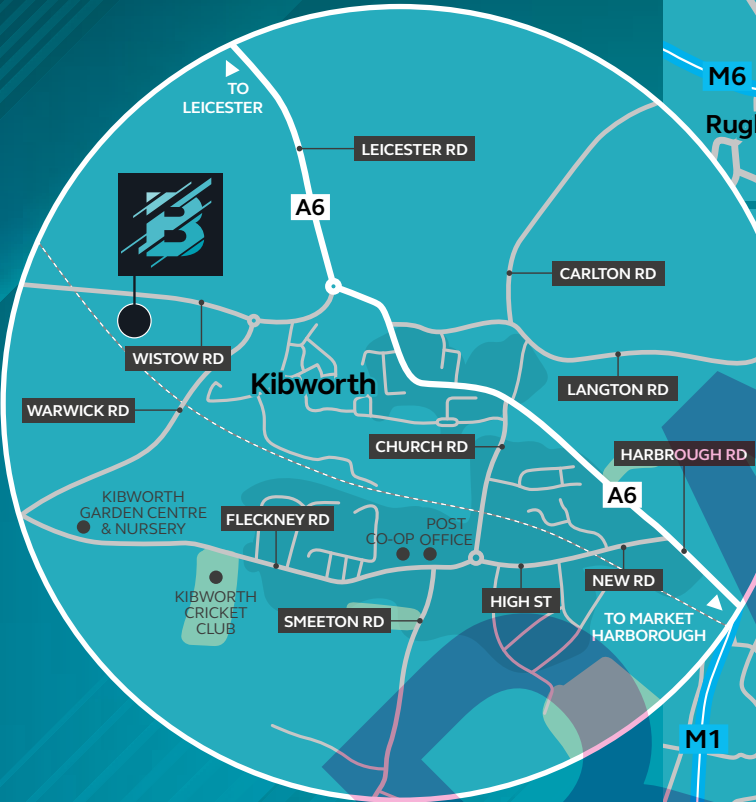 M6
Rug
TO
LEICESTER
LEICESTER RD
A6
B
CARLTON RD
WISTOW RD
Kibworth
LANGTON RD
WARWICK RD
CHURCH RD
HARBROUGH RD
A6
KIBWORTH
GARDEN CENTRE
& NURSERY
FLECKNEY RD
CO-OP
POST
OFFICE
KIBWORTH
CRICKET
CLUB
NEW RD
HIGH ST
SMEETON RD
TO MARKET
HARBOROUGH
M1